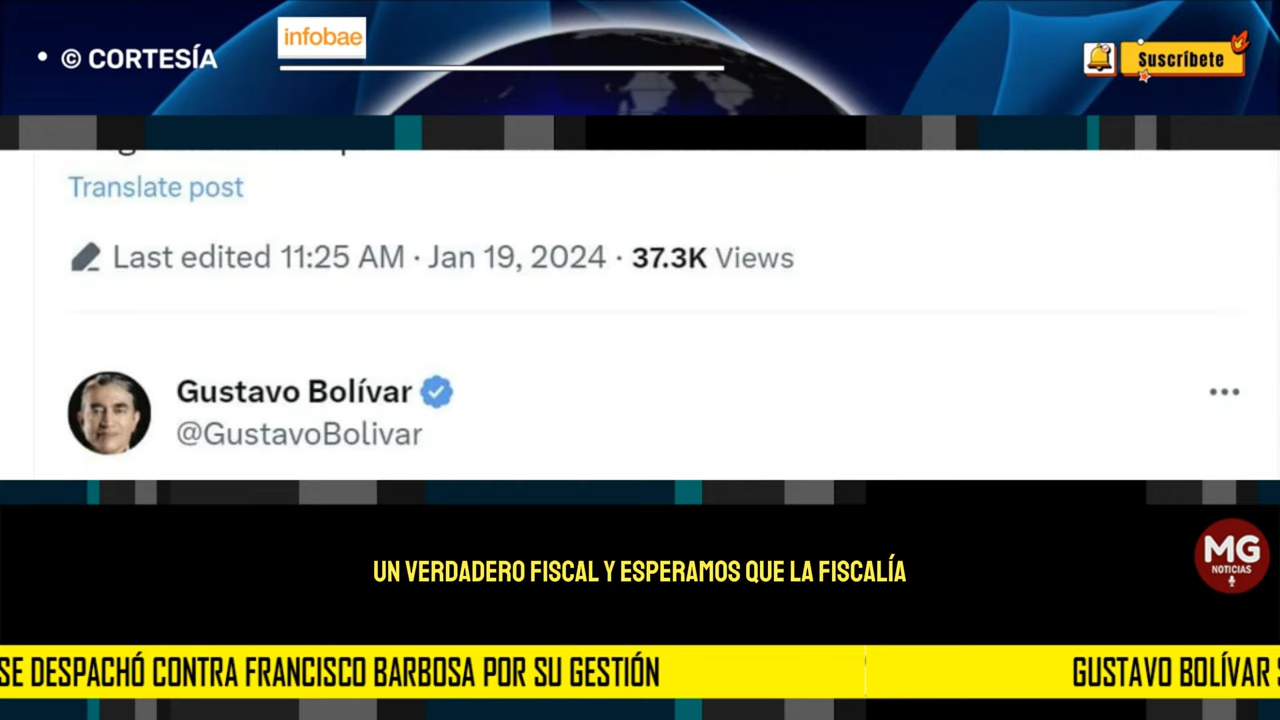 • © CORTESÍA
infobae
Suscríbete
Translate post
Last edited 11:25 AM · Jan 19, 2024 · 37.3K Views
Gustavo Bolívar
@GustavoBolivar
UN VERDADERO FISCAL Y ESPERAMOS QUE LA FISCALÍA
MG
NOTICIAS
SE DESPACHÓ CONTRA FRANCISCO BARBOSA POR SU GESTIÓN
GUSTAVO BOLÍVAR